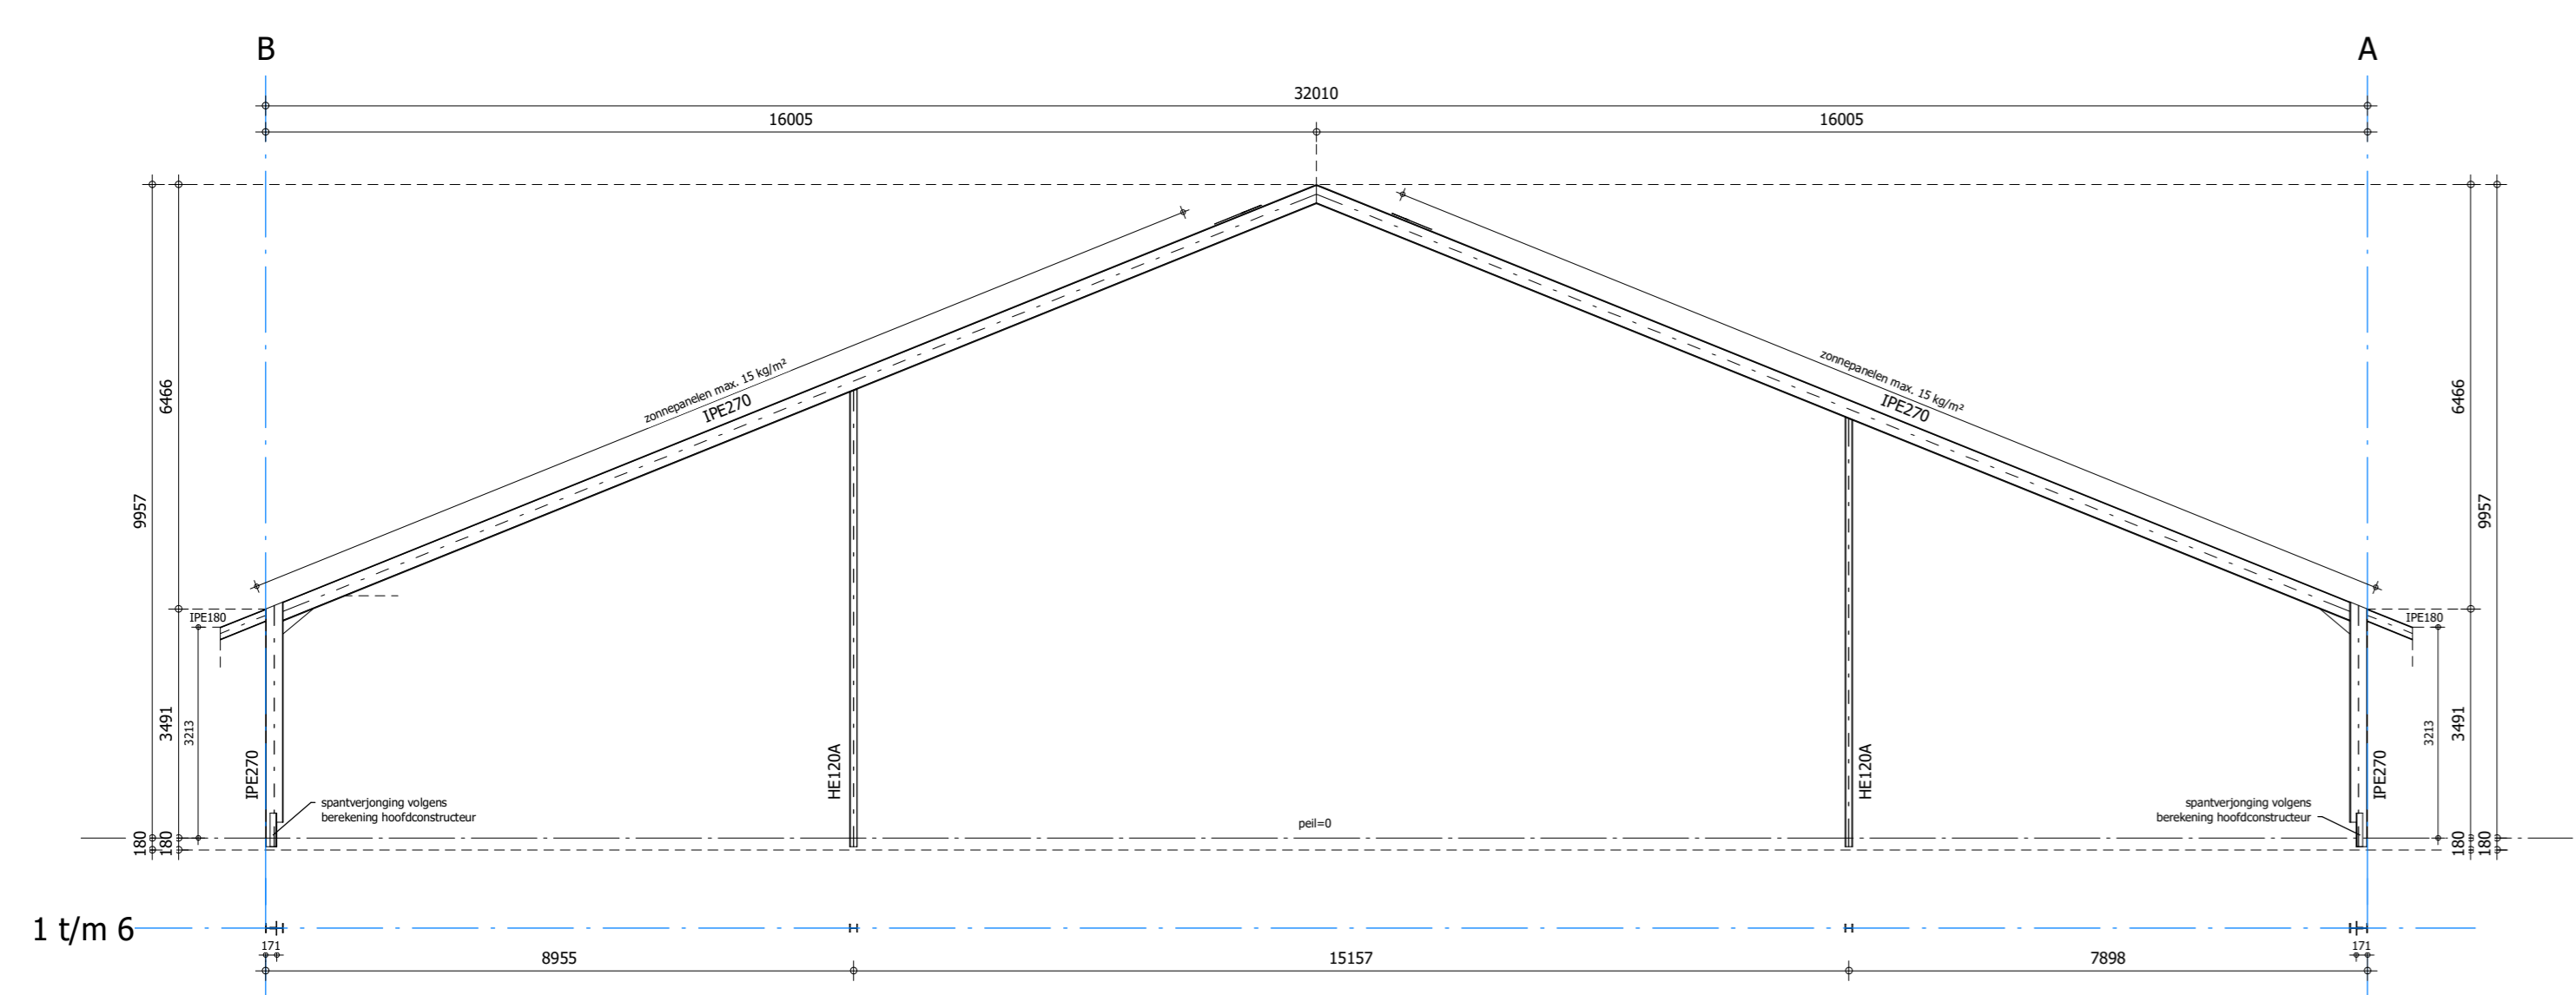 B
A
32010
16005
16005
zonnepanelen max. 15 kg/m²
IPE270
zonnepanelen max. 15 kg/m²
IPE270
6466
9957
6466
9957
IPE180
IPE180
3491
3213
3491
3213
IPE270
HE120A
HE120A
IPE270
spantverjonging volgens
berekening hoofdconstructeur
spantverjonging volgens
berekening hoofdconstructeur
peil=0
180
180
180
180
1 t/m 6
171
171
8955
15157
7898